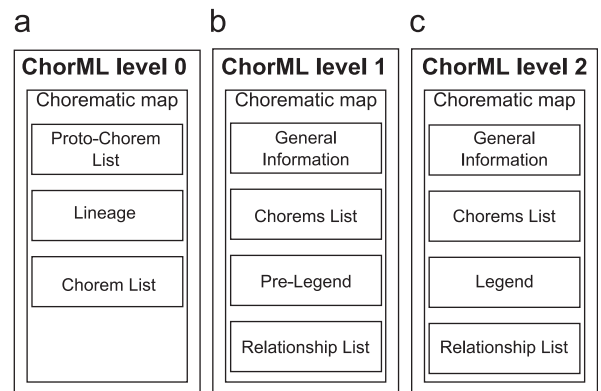 a
ChorML level 0
Chorematic map
Proto-Chorem
List
Lineage
Chorem List
b
ChorML level 1
Chorematic map
General
Information
Chorems List
Pre-Legend
Relationship List
c
ChorML level 2
Chorematic map
General
Information
Chorems List
Legend
Relationship List